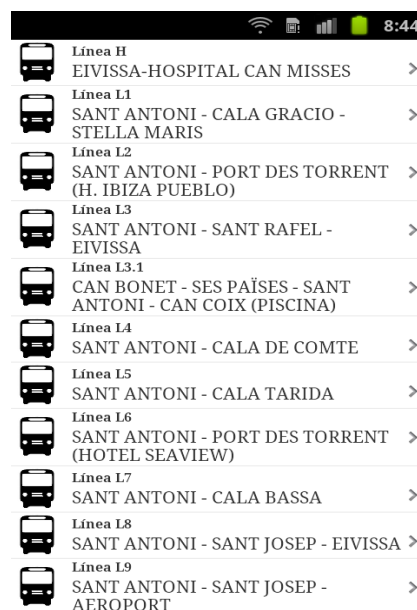 8:44
Línea H
EIVISSA-HOSPITAL CAN MISSES
Línea L1
SANT ANTONI - CALA GRACIO -
STELLA MARIS
Línea L2
SANT ANTONI - PORT DES TORRENT
(H. IBIZA PUEBLO)
Línea L3
SANT ANTONI - SANT RAFEL -
EIVISSA
Línea L3.1
CAN BONET - SES PAÏSES - SANT
ANTONI - CAN COIX (PISCINA)
Línea L4
SANT ANTONI - CALA DE COMTE
Línea L5
SANT ANTONI - CALA TARIDA
Línea L6
SANT ANTONI - PORT DES TORRENT
(HOTEL SEAVIEW)
Línea L7
SANT ANTONI - CALA BASSA
Línea L8
SANT ANTONI - SANT JOSEP - EIVISSA
Línea L9
SANT ANTONI - SANT JOSEP -
AEROPORT